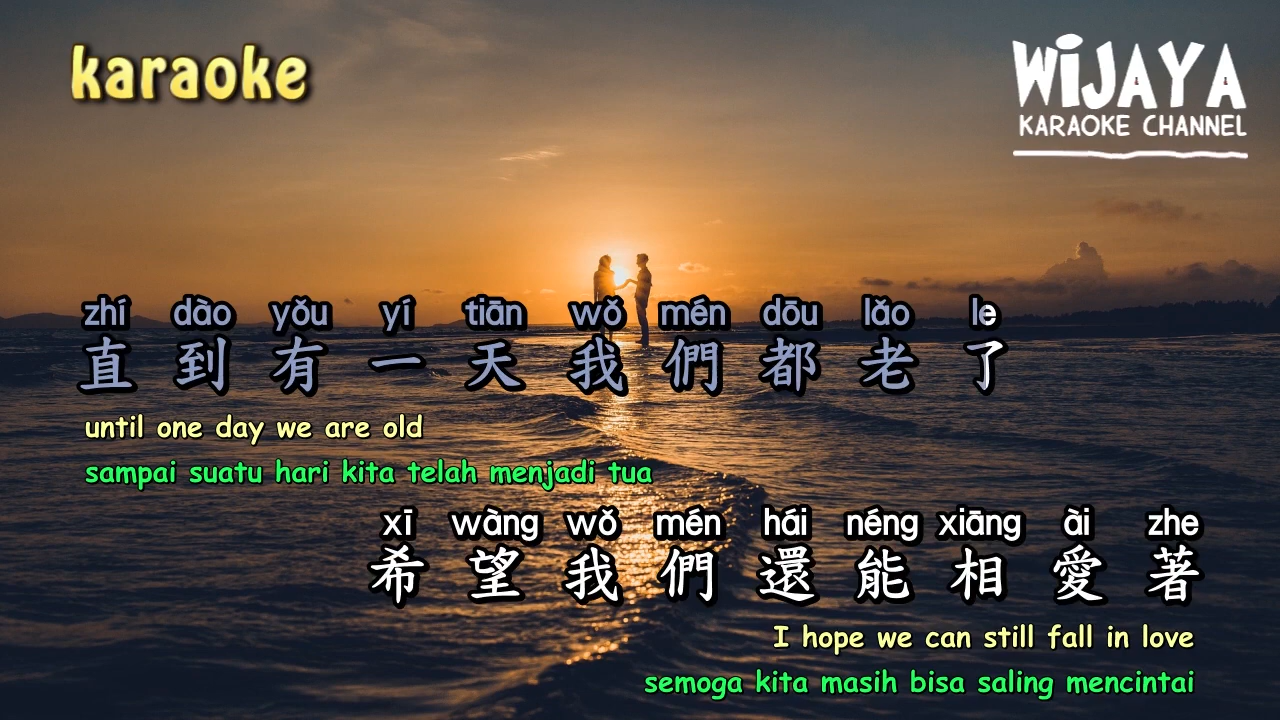 karaoke
WiJAYA
KARAOKE CHANNEL
zhí dào yǒu yí tiān wǒ mén dōu lǎo le
直到有一天我們都老了
until one day we are old
sampai suatu hari kita telah menjadi tua
xī wàng wǒ mén hái néng xiāng ài zhe
希望我們還能相愛著
I hope we can still fall in love
semoga kita masih bisa saling mencintai